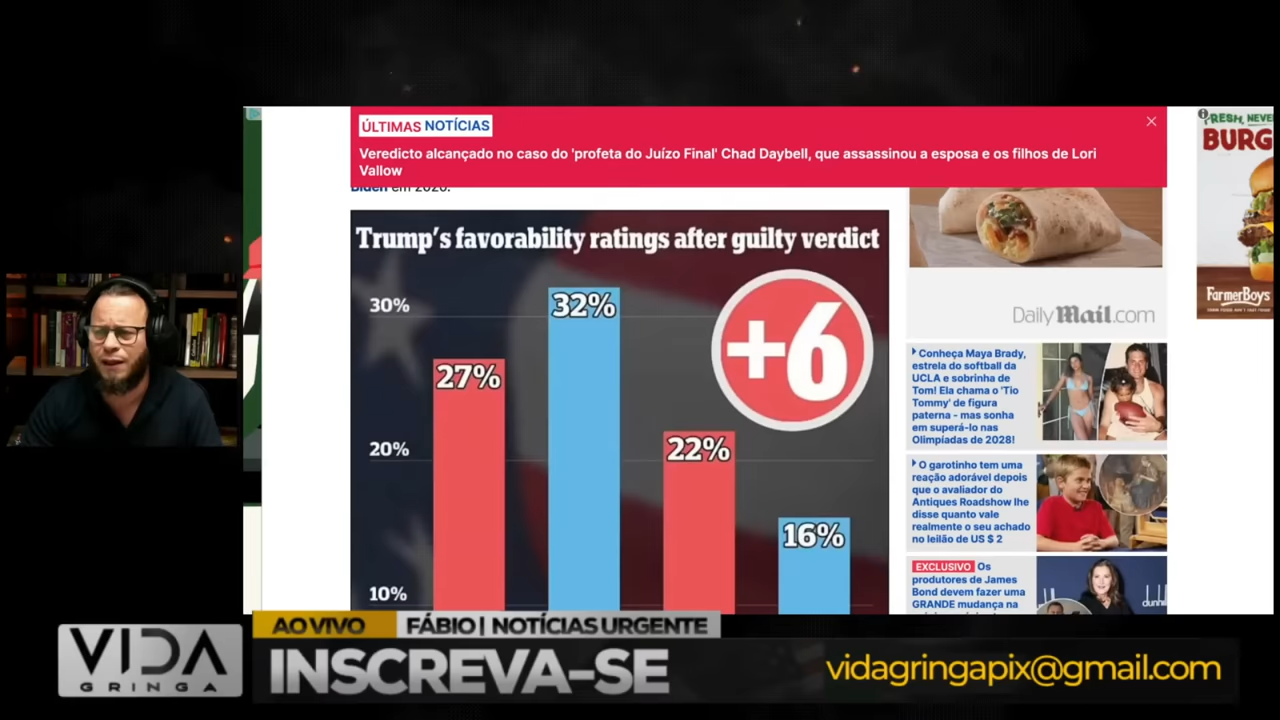 ÚLTIMAS NOTÍCIAS
Veredicto alcançado no caso do 'profeta do Juízo Final' Chad Daybell, que assassinou a esposa e os filhos de Lori
Vallow
Biden em 2020.
Trump's favorability ratings after guilty verdict
30%
20%
10%
27%
32%
22%
16%
+6
FRESH, NEVE
BURG
FarmerBoys
DailyMail.com
Conheça Maya Brady,
estrela do softball da
UCLA e sobrinha de
Tom! Ela chama o 'Tio
Tommy' de figura
paterna - mas sonha
em superá-lo nas
Olimpíadas de 2028!
O garotinho tem uma
reação adorável depois
que o avaliador do
Antiques Roadshow lhe
disse quanto vale
realmente o seu achado
no leilão de US $ 2
EXCLUSIVO Os
produtores de James
Bond devem fazer uma
GRANDE mudança na
dunhil
AO VIVO
FÁBIO | NOTÍCIAS URGENTE
VIDA
GRINGA
INSCREVA-SE
vidagringapix@gmail.com